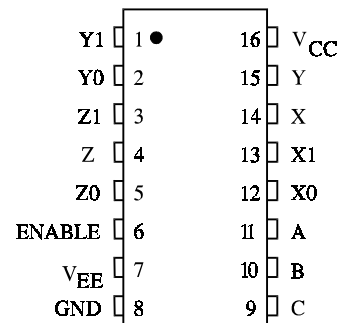 Y1 1 16 VCC
Y0 2 15 Y
Z1 3 14 X
Z 4 13 X1
Z0 5 12 X0
ENABLE 6 11 A
VEE 7 10 B
GND 8 9 C